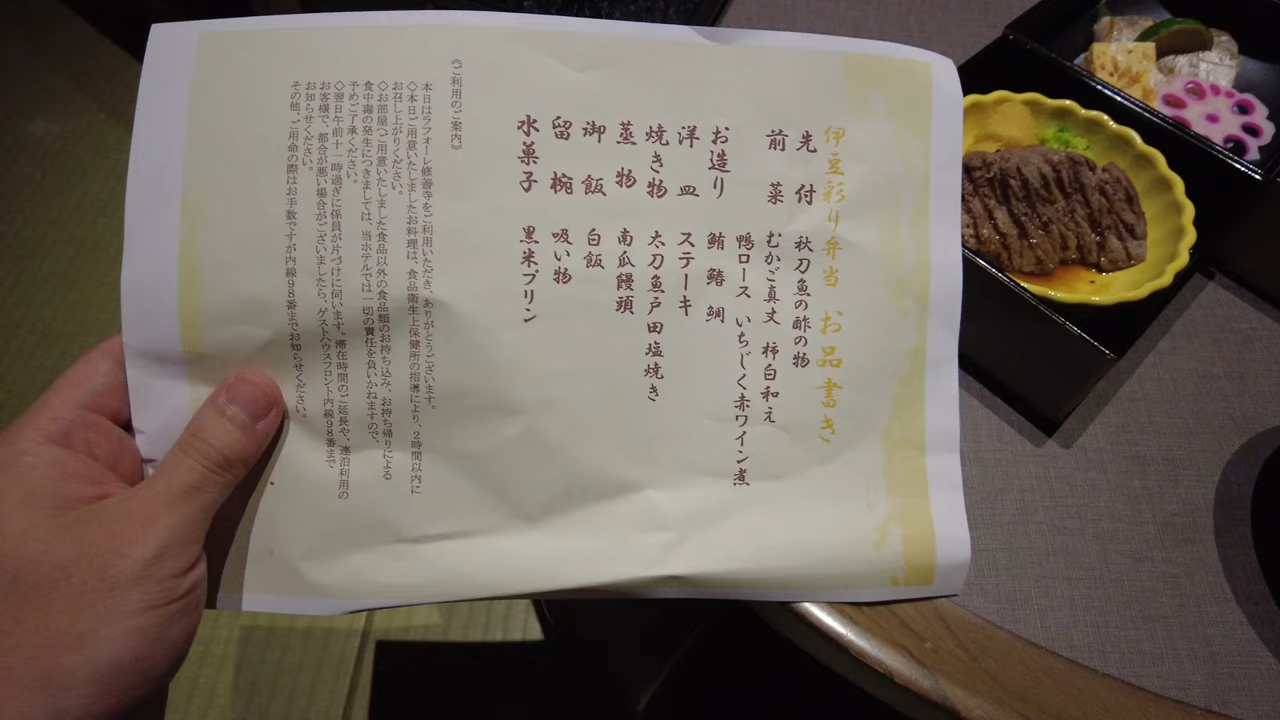 伊豆彩り弁当 お品書き
先付 秋刀魚の酢の物
前菜 むかご真丈 柿白和え
鴨ロース いちじく赤ワイン煮
お造り 鮪 鰆 鯛
洋皿 ステーキ
焼き物 太刀魚戸田塩焼き
蒸物 南瓜饅頭
御飯 白飯
留椀 吸い物
水菓子 黒米プリン
《ご利用のご案内》
本日はラフォーレ修善寺をご利用いただき、ありがとうございます。
◇本日ご用意いたしましたお料理は、食品衛生上保健所の指導により、2時間以内に
お召し上がりください。
◇お部屋へご用意いたしました食品以外の食品類のお持ち込み、お持ち帰りによる
食中毒の発生につきましては、当ホテルでは一切の責任を負いかねますので、
予めご了承ください。
◇翌日午前十一時過ぎに係員が片づけに伺います。滞在時間のご延長や、連泊利用の
お客様で、都合が悪い場合がございましたら、ゲストハウスフロント内線98番まで
お知らせください。
その他、ご用命の際はお手数ですが内線98番までお知らせください。